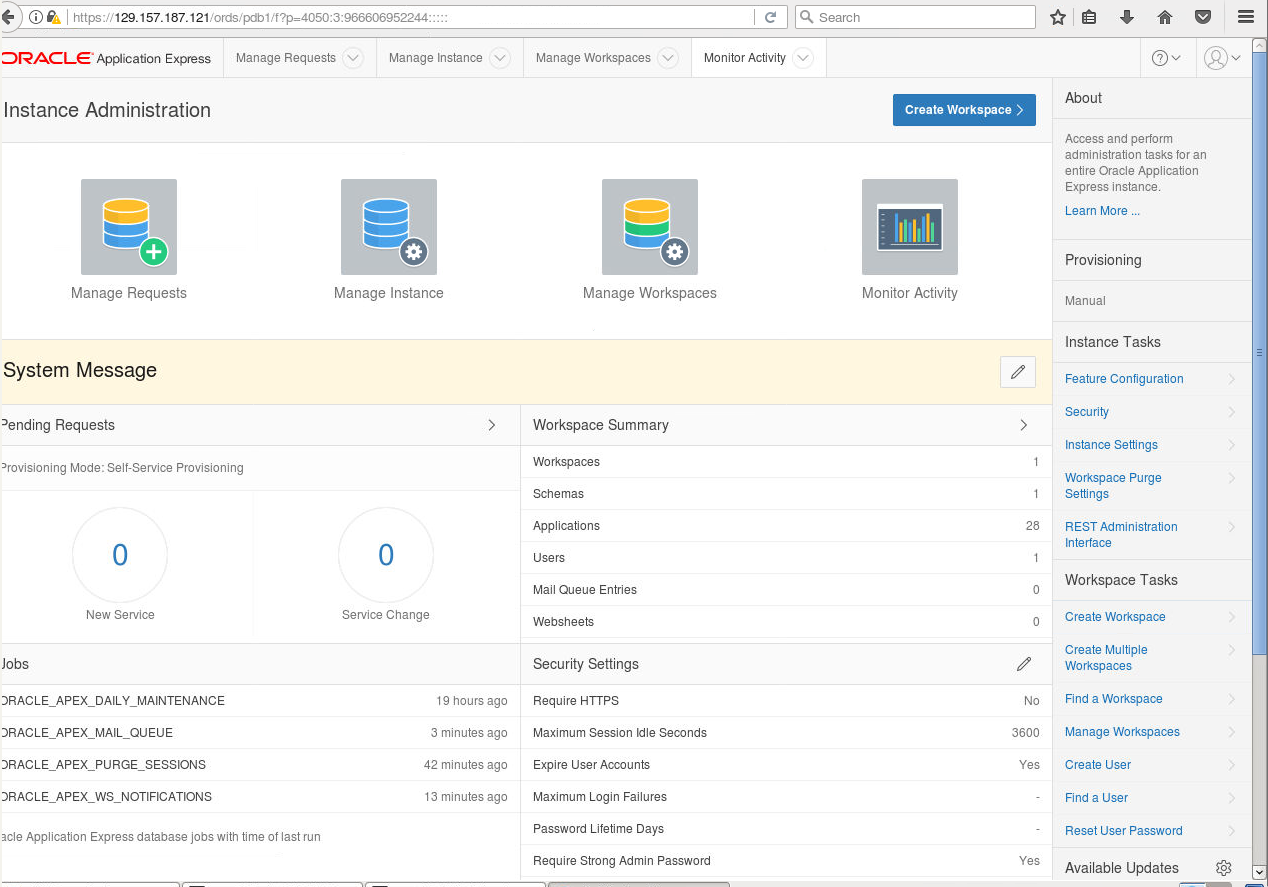 https://129.157.187.121/ords/pdb1/f?p=4050:3:966606952244:::::
Search
ORACLE Application Express
Manage Requests
Manage Instance
Manage Workspaces
Monitor Activity
Instance Administration
Create Workspace
Manage Requests
Manage Instance
Manage Workspaces
Monitor Activity
System Message
Pending Requests
Provisioning Mode: Self-Service Provisioning
0
New Service
0
Service Change
Workspace Summary
Workspaces 1
Schemas 1
Applications 28
Users 1
Mail Queue Entries 0
Websheets 0
Jobs
ORACLE_APEX_DAILY_MAINTENANCE 19 hours ago
ORACLE_APEX_MAIL_QUEUE 3 minutes ago
ORACLE_APEX_PURGE_SESSIONS 42 minutes ago
ORACLE_APEX_WS_NOTIFICATIONS 13 minutes ago
acle Application Express database jobs with time of last run
Security Settings
Require HTTPS No
Maximum Session Idle Seconds 3600
Expire User Accounts Yes
Maximum Login Failures -
Password Lifetime Days -
Require Strong Admin Password Yes
About
Access and perform
administration tasks for an
entire Oracle Application
Express instance.
Learn More ...
Provisioning
Manual
Instance Tasks
Feature Configuration
Security
Instance Settings
Workspace Purge
Settings
REST Administration
Interface
Workspace Tasks
Create Workspace
Create Multiple
Workspaces
Find a Workspace
Manage Workspaces
Create User
Find a User
Reset User Password
Available Updates